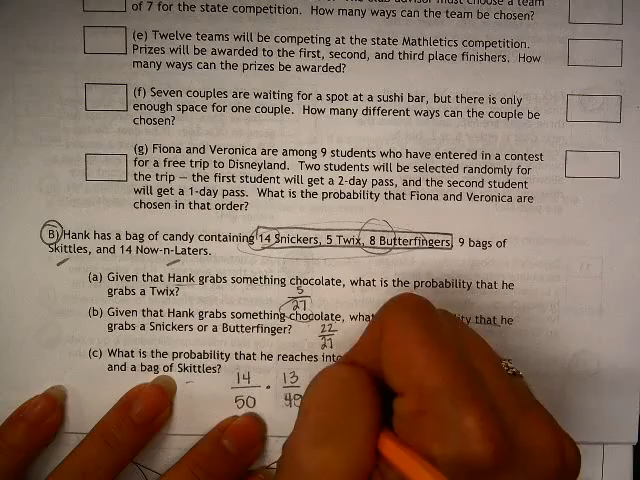 of 7 for the state competition. How many ways can the team be chosen?
(e) Twelve teams will be competing at the state Mathletics competition.
Prizes will be awarded to the first, second, and third place finishers. How
many ways can the prizes be awarded?
(f) Seven couples are waiting for a spot at a sushi bar, but there is only
enough space for one couple. How many different ways can the couple be
chosen?
(g) Fiona and Veronica are among 9 students who have entered in a contest
for a free trip to Disneyland. Two students will be selected randomly for
the trip — the first student will get a 2-day pass, and the second student
will get a 1-day pass. What is the probability that Fiona and Veronica are
chosen in that order?
B) Hank has a bag of candy containing 14 Snickers, 5 Twix, 8 Butterfingers, 9 bags of
Skittles, and 14 Now-n-Laters.
(a) Given that Hank grabs something chocolate, what is the probability that he
grabs a Twix?
5
27
(b) Given that Hank grabs something chocolate, what that he
grabs a Snickers or a Butterfinger?
22
27
(c) What is the probability that he reaches into
and a bag of Skittles?
14 . 13
50 49